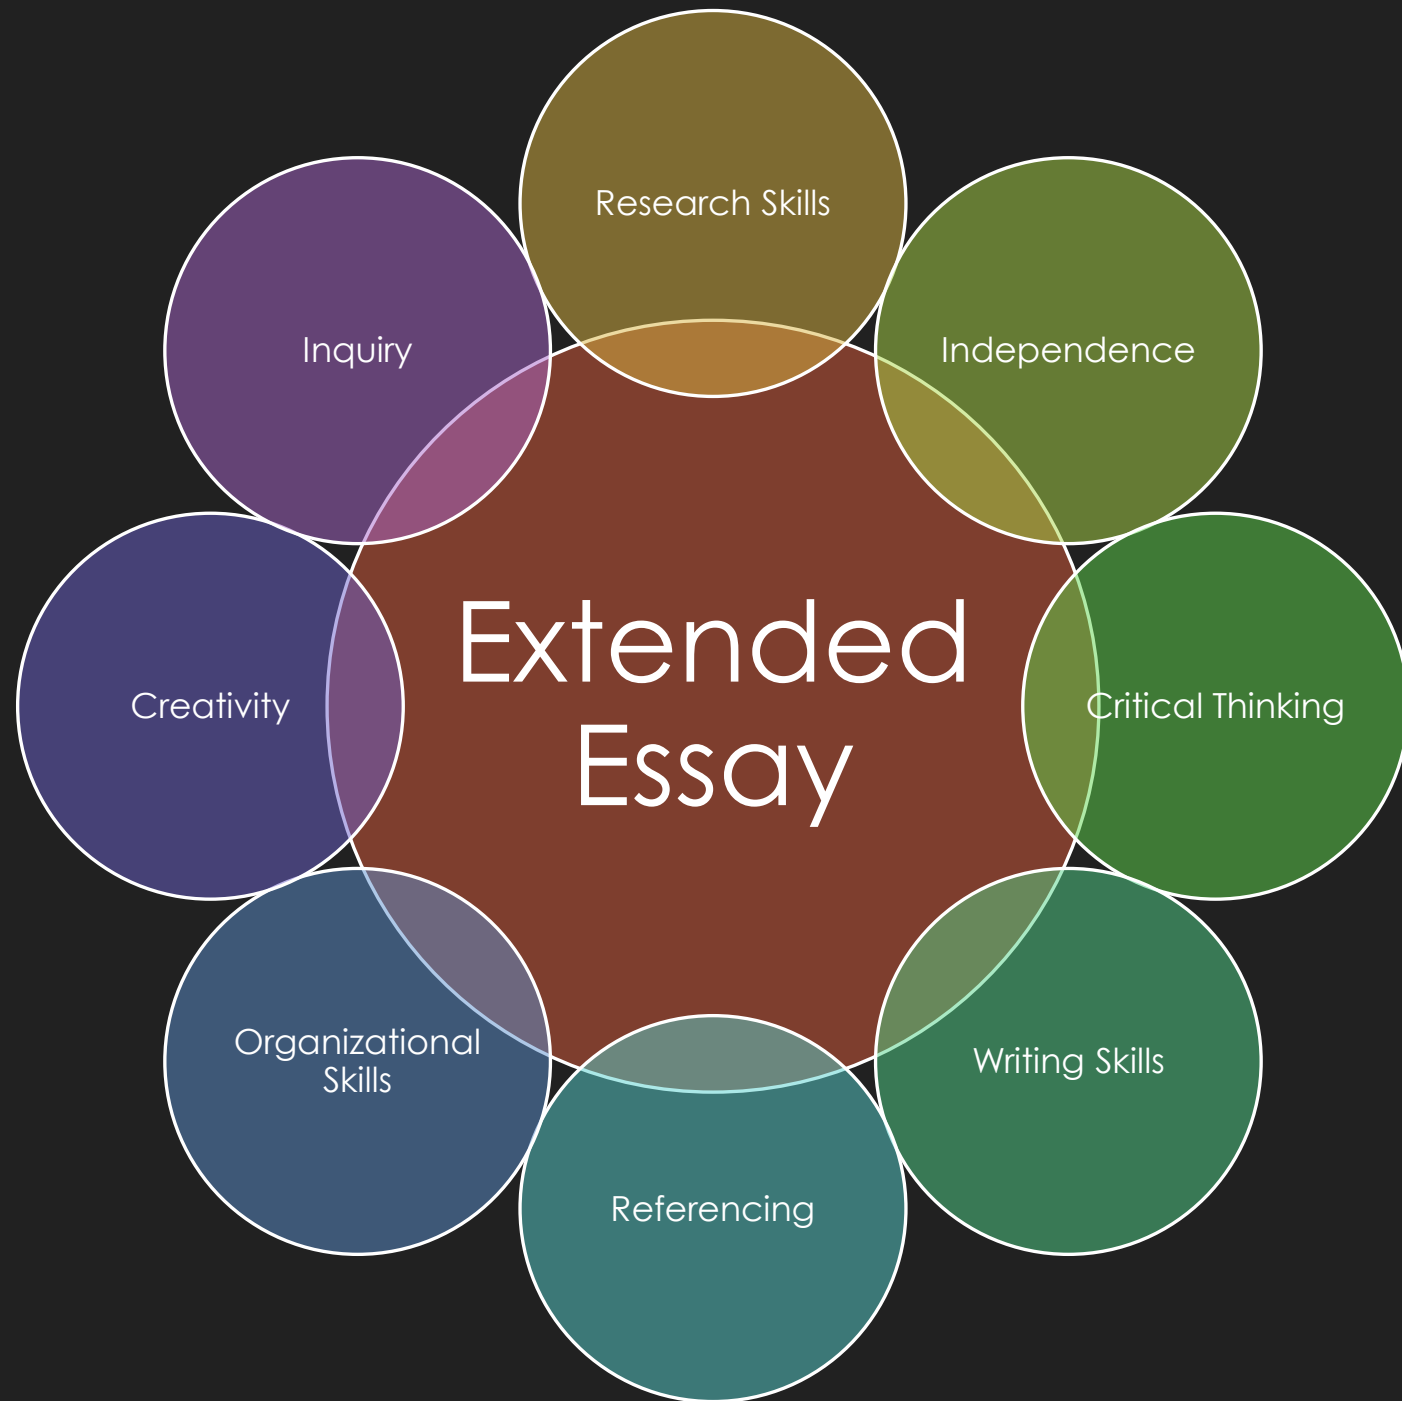 Research Skills
Inquiry
Independence
Extended
Essay
Creativity
Critical Thinking
Organizational
Skills
Writing Skills
Referencing